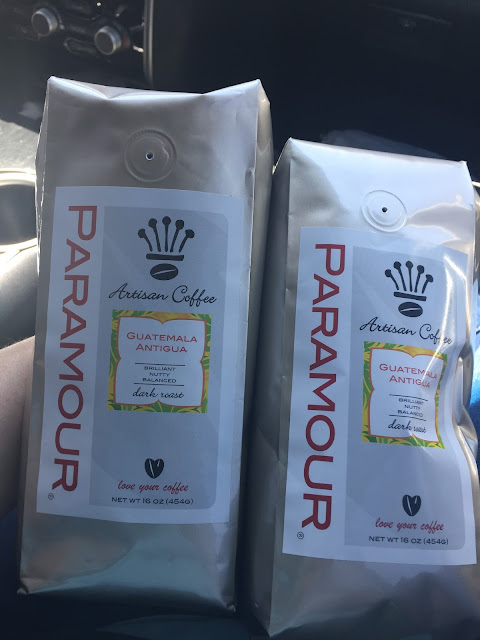 PARAMOUR
®
Artisan Coffee
GUATEMALA
ANTIGUA
BRILLIANT
NUTTY
BALANCED
dark roast
love your coffee
NET WT 16 OZ (454G)
PARAMOUR
®
Artisan Coffee
GUATEMALA
ANTIGUA
BRILLIANT
NUTTY
BALANCED
dark roast
love your coffee
NET WT 16 OZ (454G)